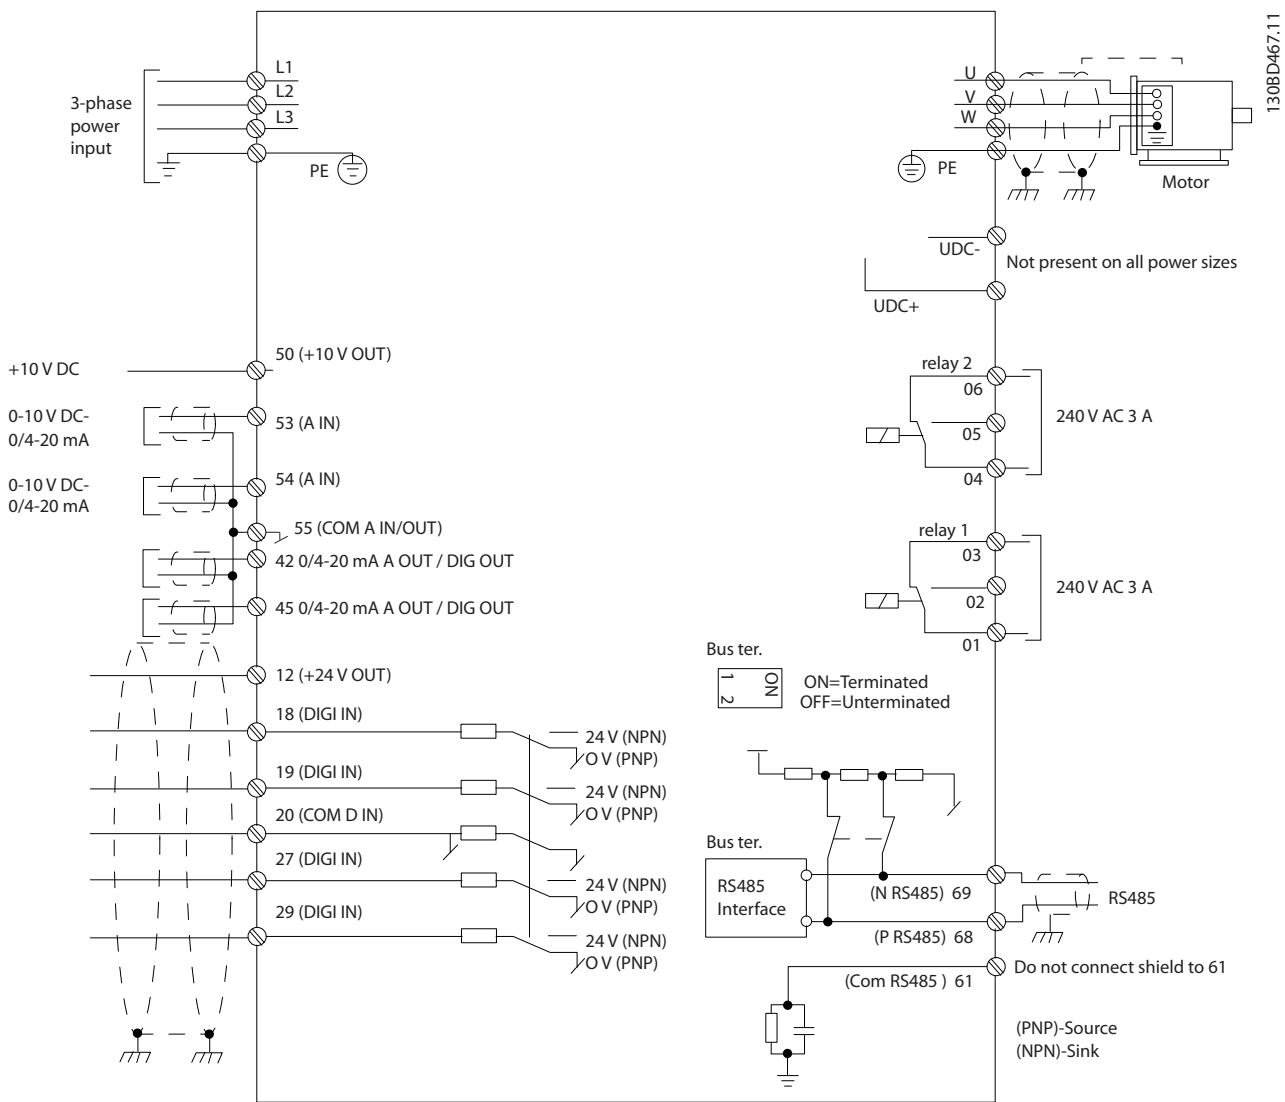 130BD467.11
3-phase
power
input
L1
L2
L3
PE
U
V
W
PE
Motor
UDC-
Not present on all power sizes
UDC+
+10 V DC
50 (+10 V OUT)
0-10 V DC-
0/4-20 mA
53 (A IN)
0-10 V DC-
0/4-20 mA
54 (A IN)
55 (COM A IN/OUT)
42 0/4-20 mA A OUT / DIG OUT
45 0/4-20 mA A OUT / DIG OUT
12 (+24 V OUT)
18 (DIGI IN)
24 V (NPN)
O V (PNP)
19 (DIGI IN)
24 V (NPN)
O V (PNP)
20 (COM D IN)
27 (DIGI IN)
24 V (NPN)
O V (PNP)
29 (DIGI IN)
24 V (NPN)
O V (PNP)
relay 2
06
05
04
240 V AC 3 A
relay 1
03
02
01
240 V AC 3 A
Bus ter.
1
2
ON
ON=Terminated
OFF=Unterminated
Bus ter.
RS485
Interface
(N RS485) 69
(P RS485) 68
RS485
(Com RS485 ) 61
Do not connect shield to 61
(PNP)-Source
(NPN)-Sink